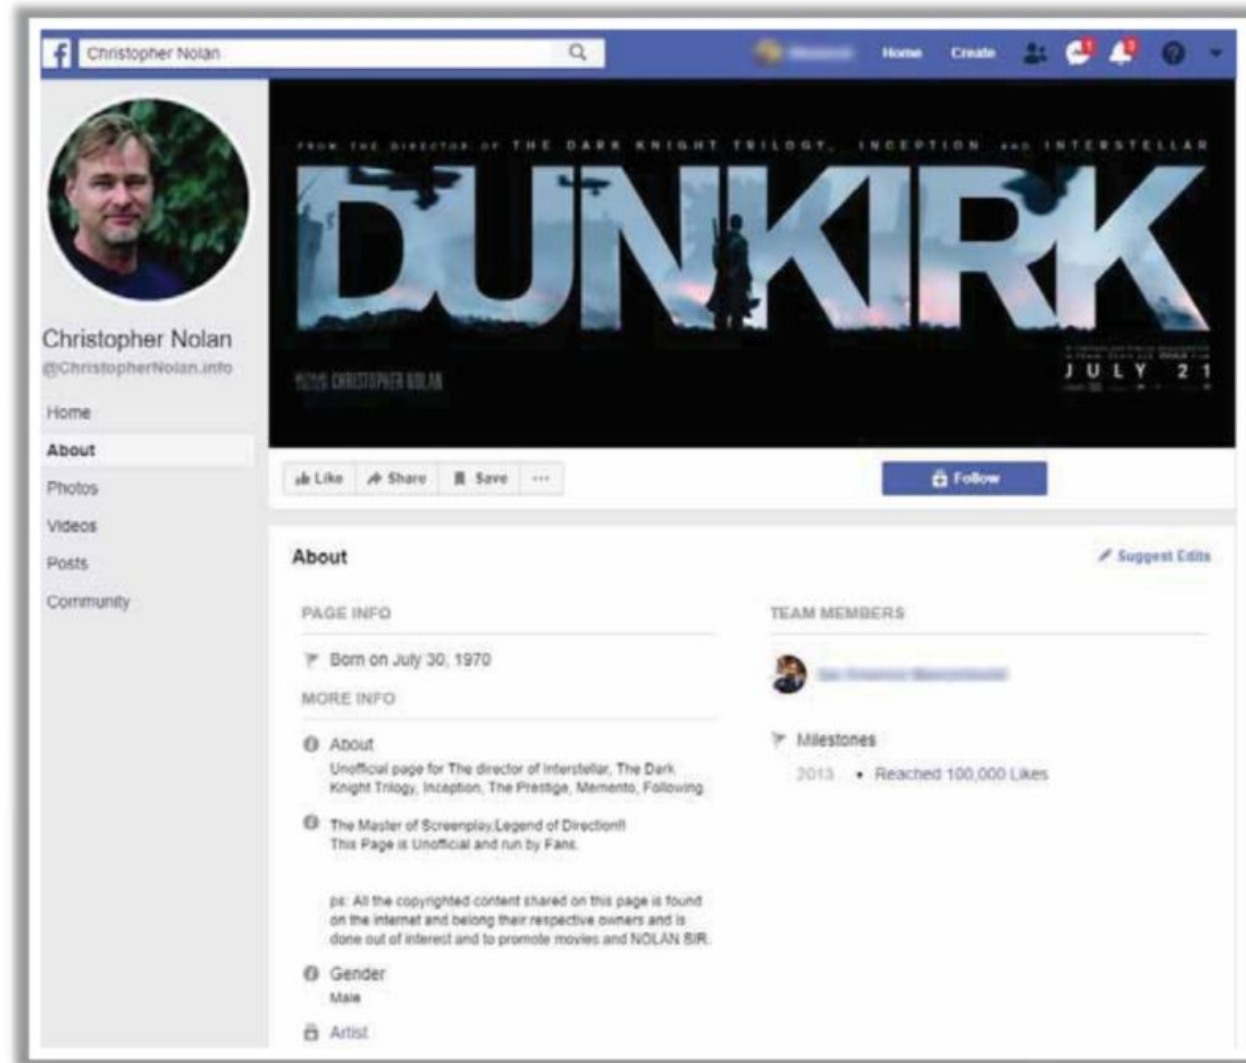 Christopher Nolan
Home Create 1 3
FROM THE DIRECTOR OF THE DARK KNIGHT TRILOGY, INCEPTION AND INTERSTELLAR
DUNKIRK
CHRISTOPHER NOLAN
JULY 21
Christopher Nolan
@ChristopherNolan.info
Home
About
Photos
Videos
Posts
Community
Like Share Save ...
Follow
About
Suggest Edits
PAGE INFO
Born on July 30, 1970
MORE INFO
About
Unofficial page for The director of Interstellar, The Dark
Knight Trilogy, Inception, The Prestige, Memento, Following.
The Master of Screenplay,Legend of Direction!!
This Page is Unofficial and run by Fans.
ps: All the copyrighted content shared on this page is found
on the internet and belong their respective owners and is
done out of interest and to promote movies and NOLAN SIR.
Gender
Male
Artist
TEAM MEMBERS
Milestones
2013 • Reached 100,000 Likes